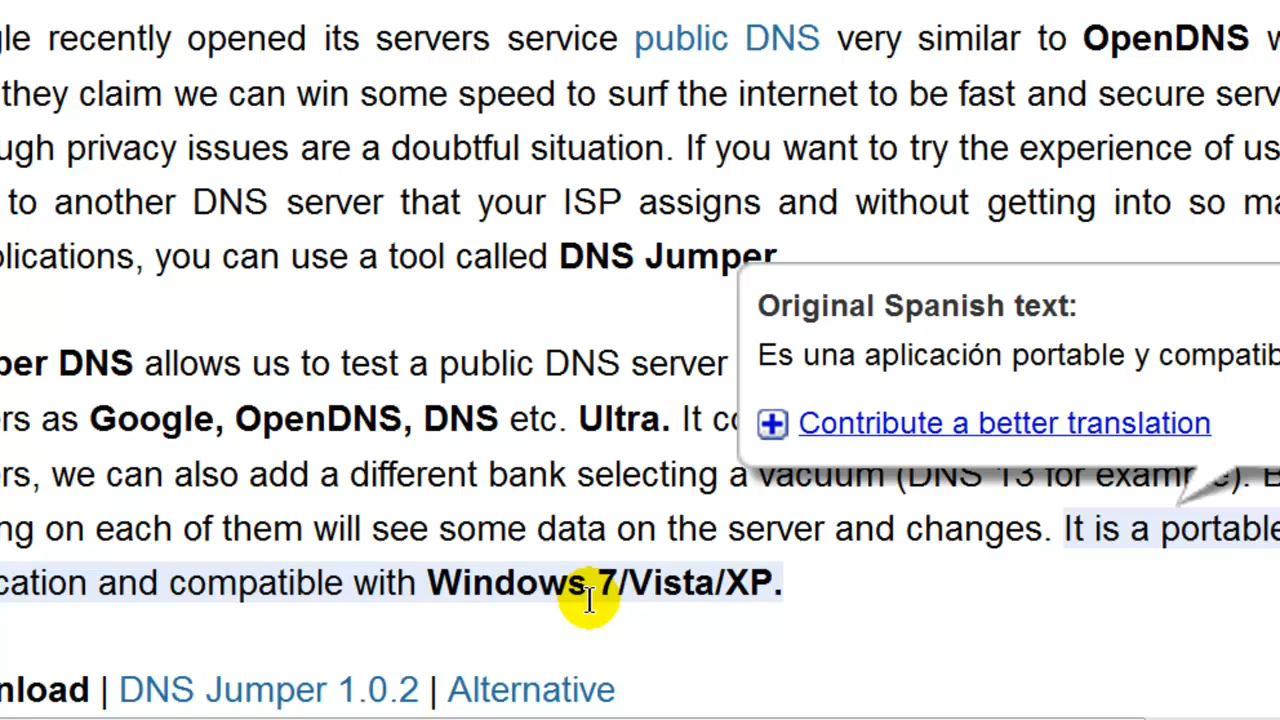 gle recently opened its servers service public DNS very similar to OpenDNS w
they claim we can win some speed to surf the internet to be fast and secure serv
ugh privacy issues are a doubtful situation. If you want to try the experience of us
to another DNS server that your ISP assigns and without getting into so ma
plications, you can use a tool called DNS Jumper
Original Spanish text:
Es una aplicación portable y compatib
Contribute a better translation
per DNS allows us to test a public DNS server
ers as Google, OpenDNS, DNS etc. Ultra. It co
ers, we can also add a different bank selecting a vacuum (DNS 13 for example). B
ing on each of them will see some data on the server and changes. It is a portable
cation and compatible with Windows 7/Vista/XP.
nload | DNS Jumper 1.0.2 | Alternative